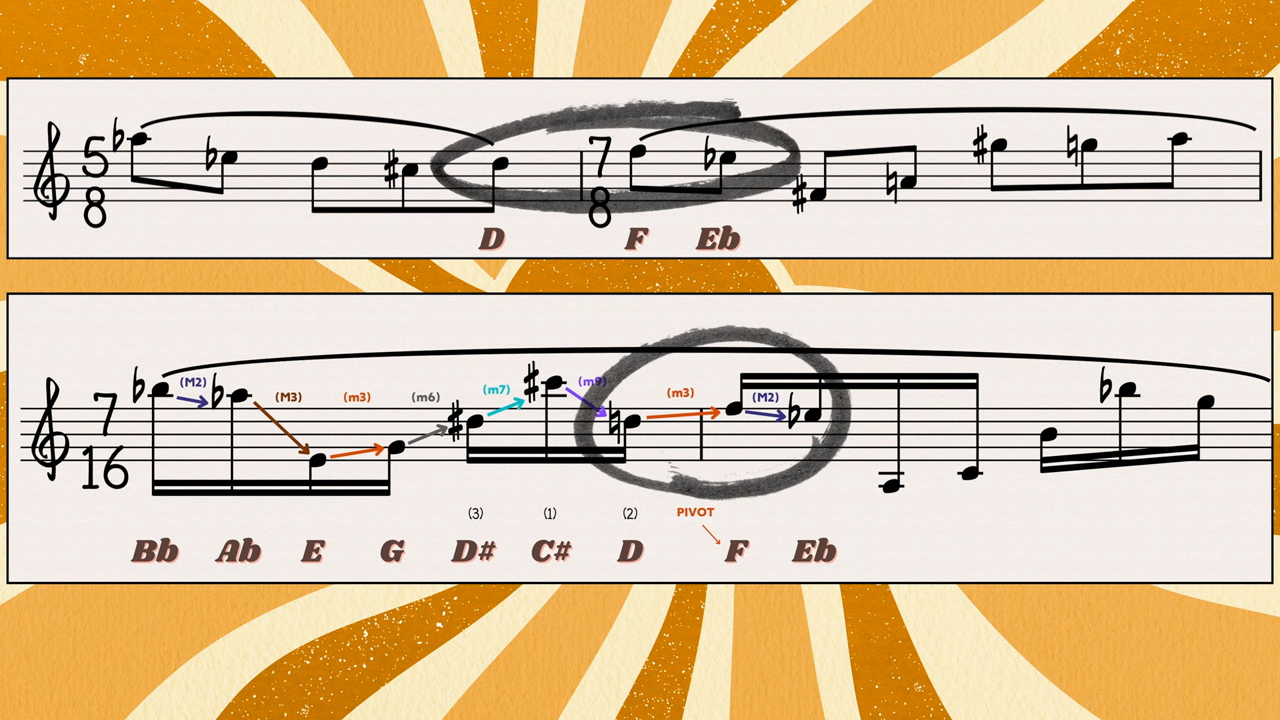 5
8
7
8
D F Eb
(M2) (M3) (m3) (m6) (m7) (m9) (m3) (M2)
7
16
(3) (1) (2) PIVOT
Bb Ab E G D# C# D F Eb